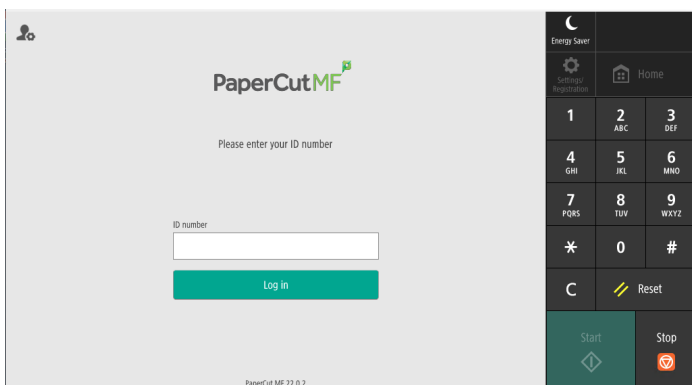 PaperCutMF
Please enter your ID number
ID number
Log in
PaperCut MF 22.0.2
Energy Saver
Settings/
Registration
Home
1
2
ABC
3
DEF
4
GHI
5
JKL
6
MNO
7
PQRS
8
TUV
9
WXYZ
*
0
#
C
Reset
Start
Stop